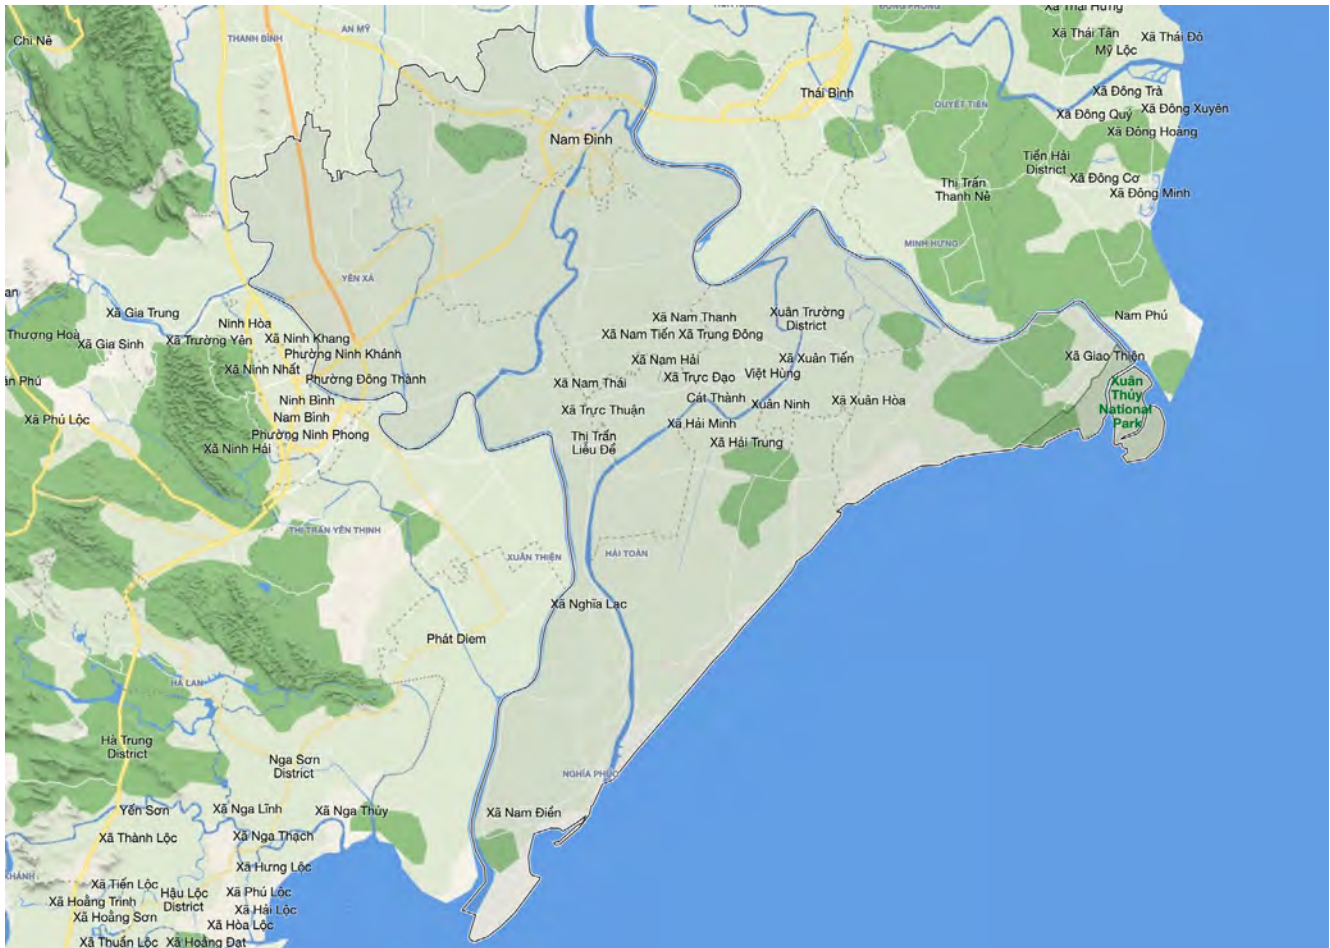 Xã Thái Hưng
Chi Nê
AN MỸ
THANH BÌNH
Xã Thái Tân
Xã Thái Đô
Mỹ Lộc
Thái Bình
Xã Đông Trà
QUYẾT TIẾN
Xã Đông Quý
Xã Đông Xuyên
Xã Đông Hoàng
Nam Định
Tiền Hải
District
Xã Đông Cơ
Thị Trấn
Thanh Nê
Xã Đông Minh
MINH HƯNG
YÊN XÁ
Xã Gia Trung
Ninh Hòa
Xã Nam Thanh
Xuân Trường
District
Nam Phú
Thượng Hoà
Xã Gia Sinh
Xã Trường Yên
Xã Ninh Khang
Xã Nam Tiến
Xã Trung Đông
Phường Ninh Khánh
Xã Giao Thiện
Xã Ninh Nhất
Xã Nam Hải
Xã Xuân Tiến
Phường Đông Thành
Xã Nam Thái
Xã Trực Đạo
Việt Hùng
Xuân
Thủy
National
Park
Ninh Bình
Cát Thành
Xuân Ninh
Xã Xuân Hòa
Xã Phú Lộc
Nam Bình
Xã Trực Thuận
Xã Hải Minh
Phường Ninh Phong
Xã Ninh Hải
Thị Trấn
Liễu Đề
Xã Hải Trung
THỊ TRẤN YÊN THỊNH
XUÂN THIỆN
HẢI TOÀN
Xã Nghĩa Lạc
Phát Diem
HÀ LAN
Hà Trung
District
Nga Sơn
District
NGHĨA PHÚC
Yến Sơn
Xã Nga Lĩnh
Xã Nga Thủy
Xã Nam Điền
Xã Thành Lộc
Xã Nga Thạch
Xã Hưng Lộc
KHÁNH
Xã Tiến Lộc
Hậu Lộc
District
Xã Phú Lộc
Xã Hoằng Trinh
Xã Hải Lộc
Xã Hoằng Sơn
Xã Hòa Lộc
Xã Thuần Lộc
Xã Hoằng Đạt